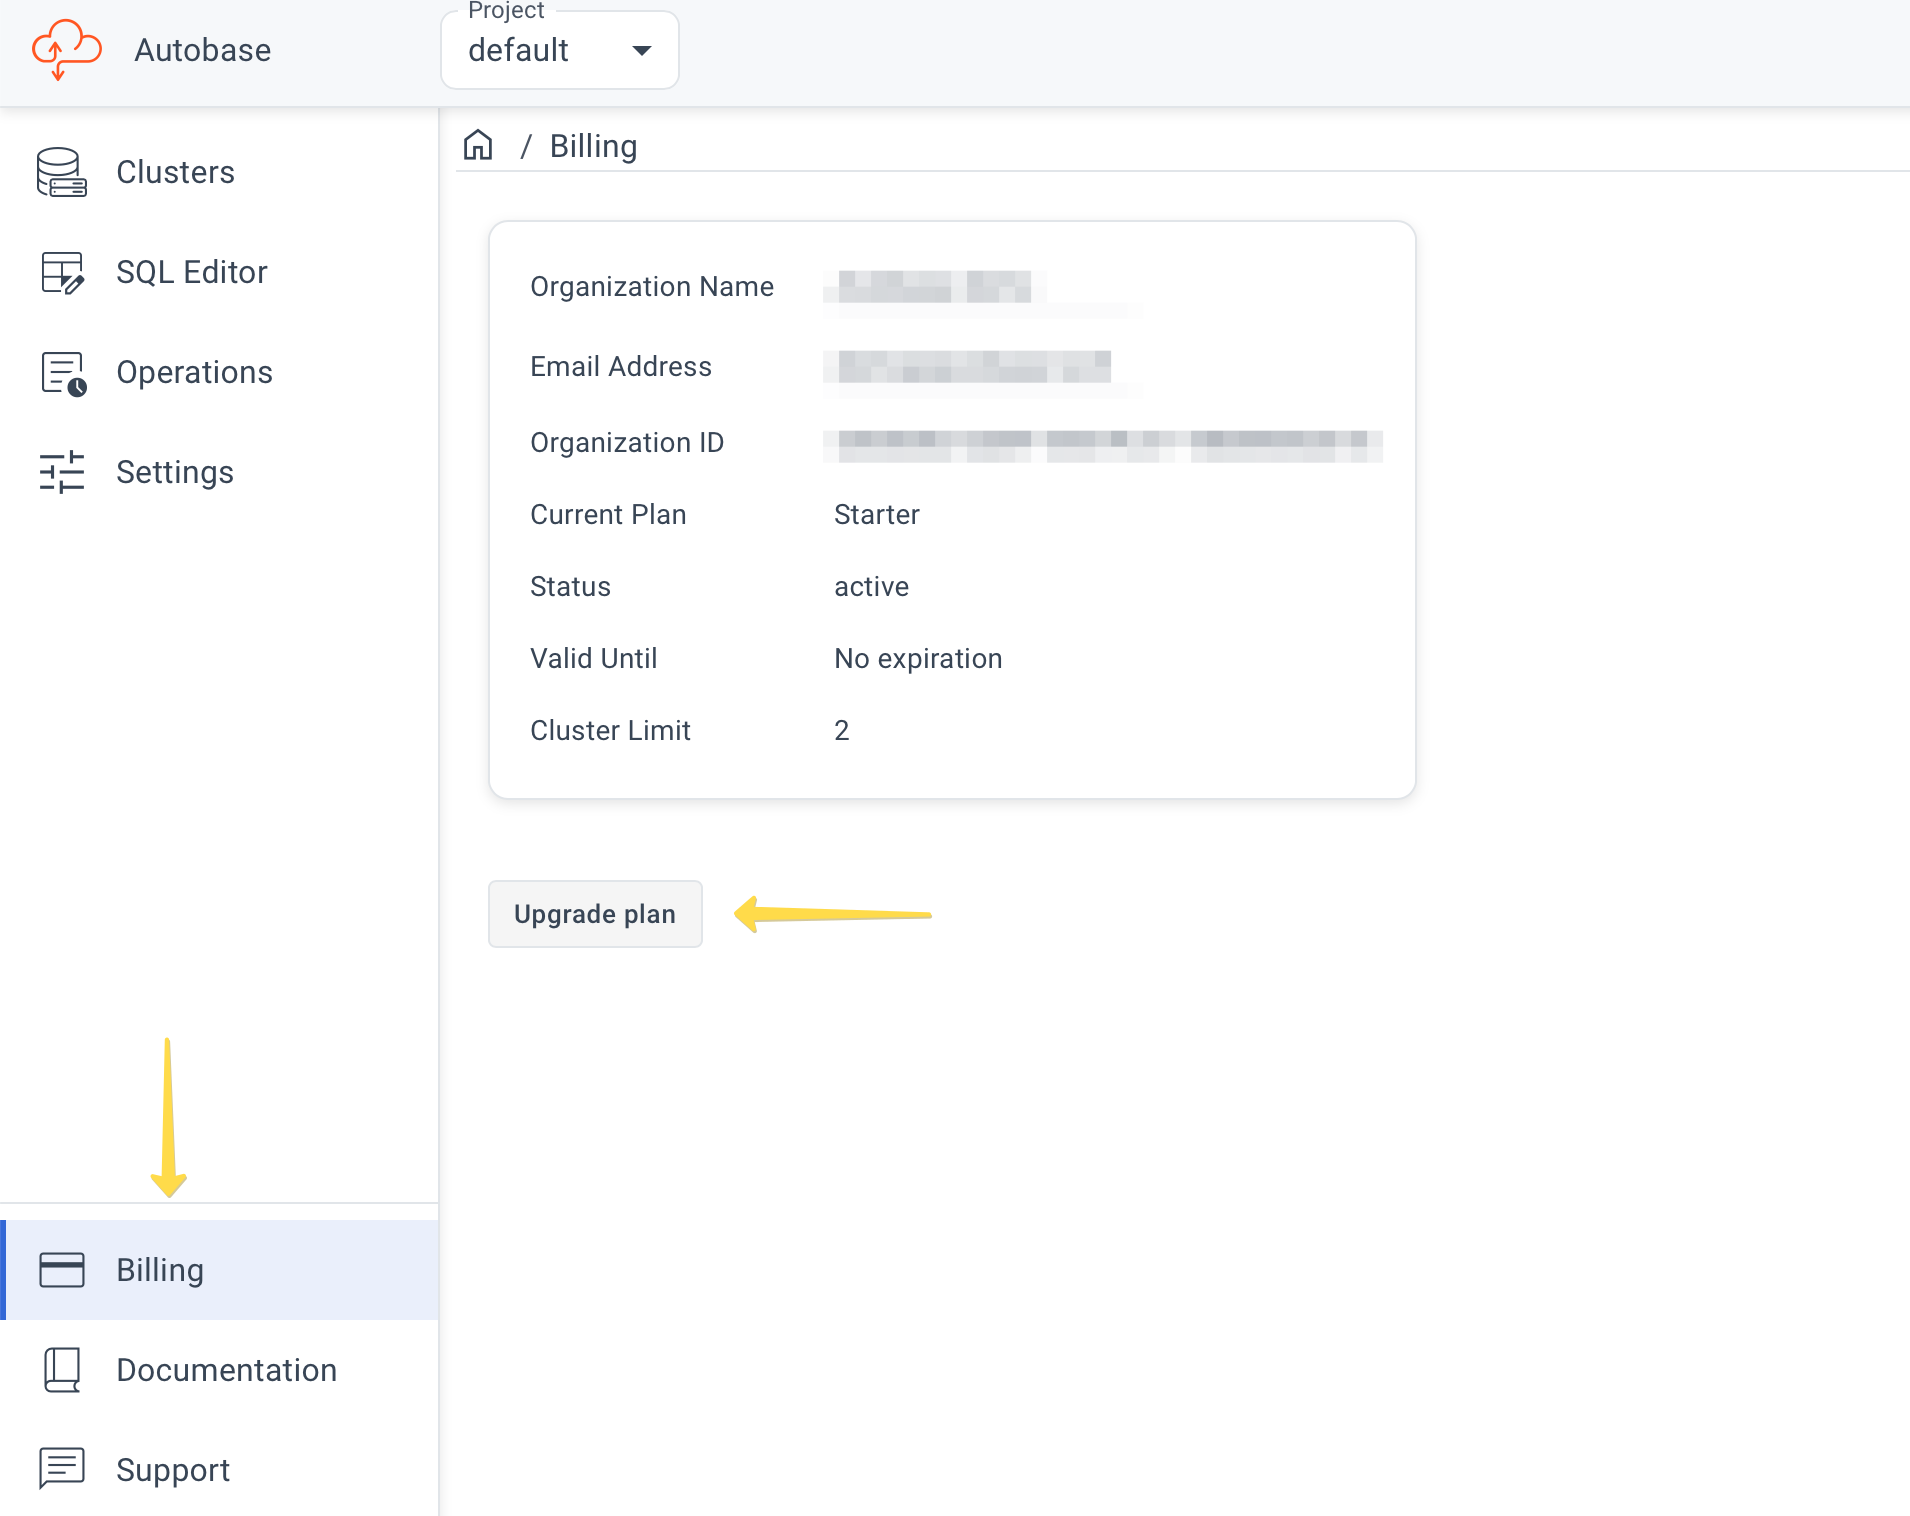 Autobase
Project
default
Clusters
SQL Editor
Operations
Settings
/ Billing
Organization Name
Email Address
Organization ID
Current Plan Starter
Status active
Valid Until No expiration
Cluster Limit 2
Upgrade plan
Billing
Documentation
Support